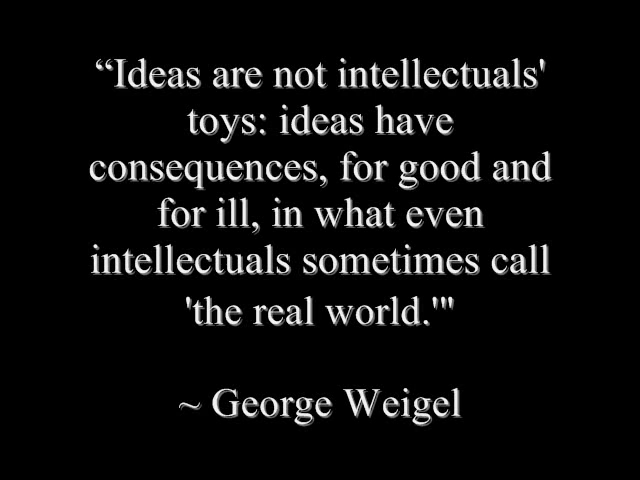 “Ideas are not intellectuals'
toys: ideas have
consequences, for good and
for ill, in what even
intellectuals sometimes call
'the real world.'"
~ George Weigel